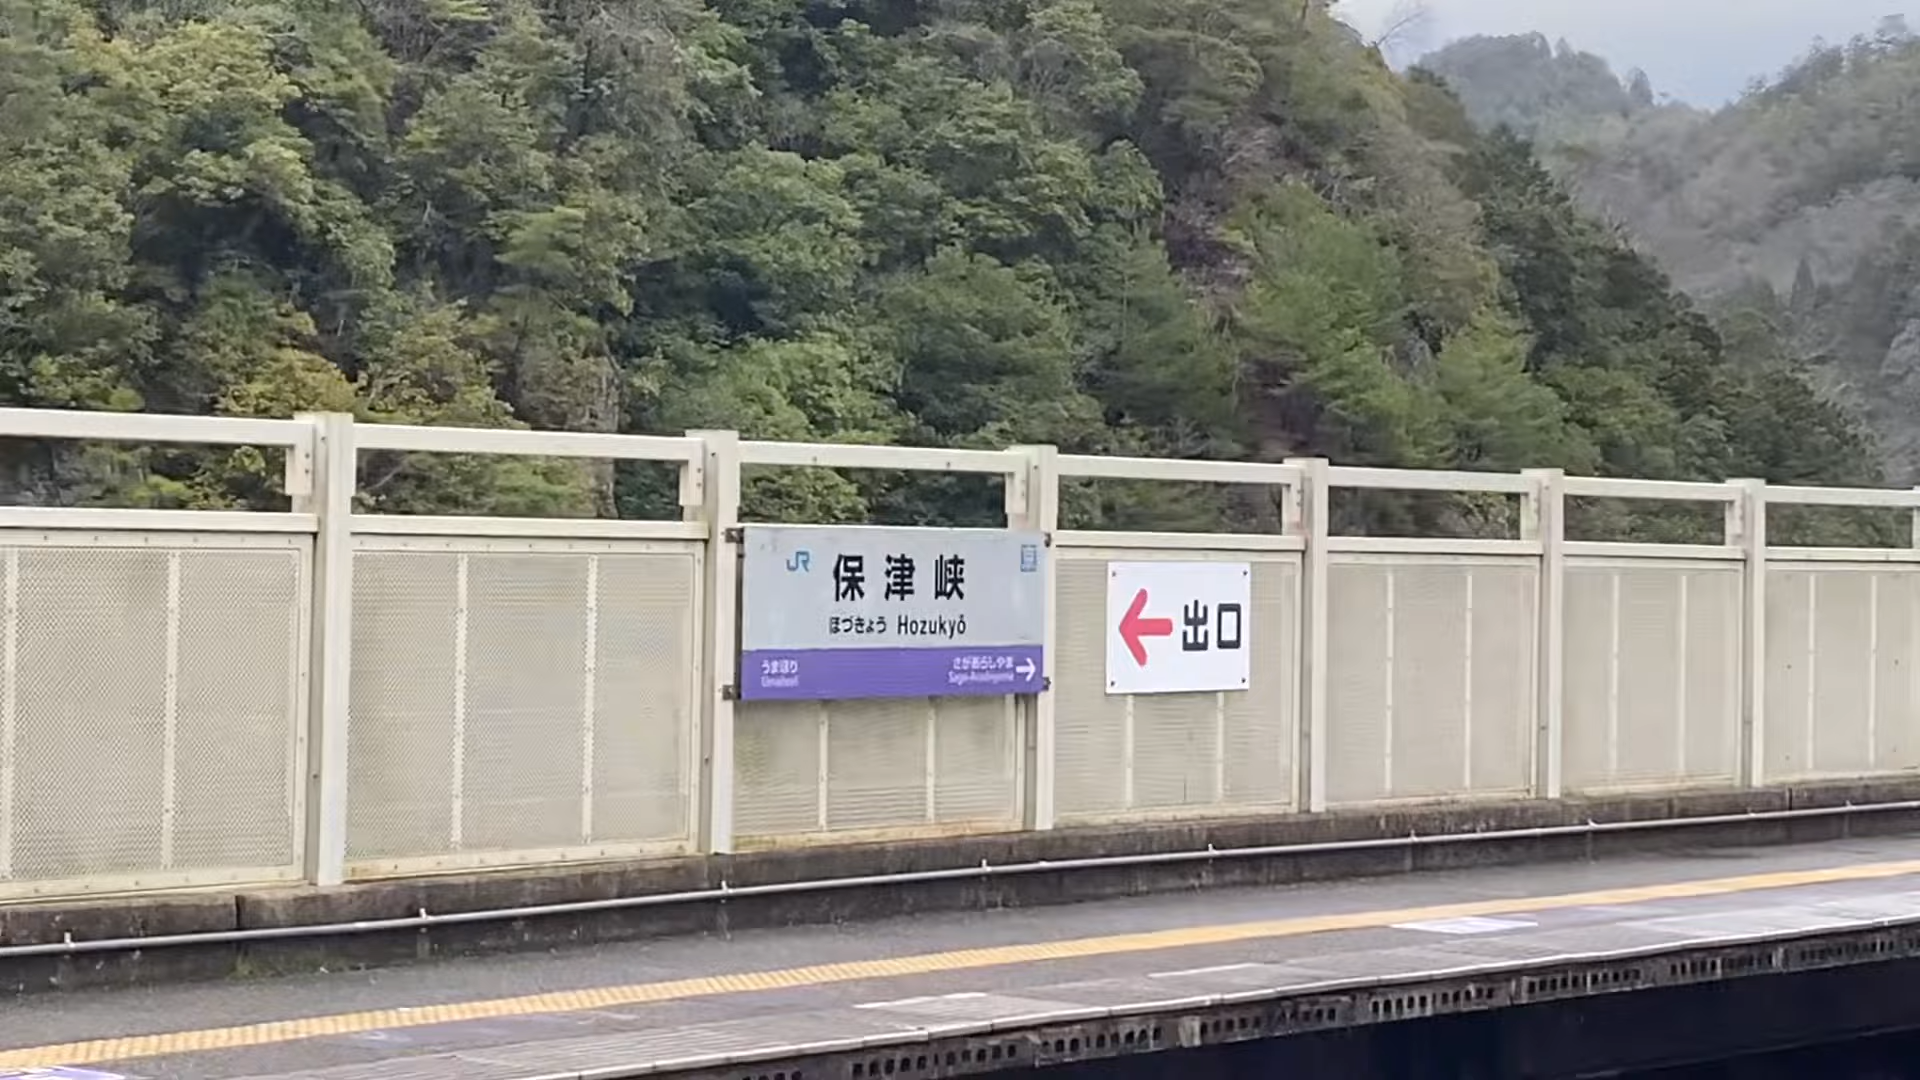 JR
保津峡
ほづきょう Hozukyō
うまほり さがあらしやま →
Umahori Saga-Arashiyama
← 出口